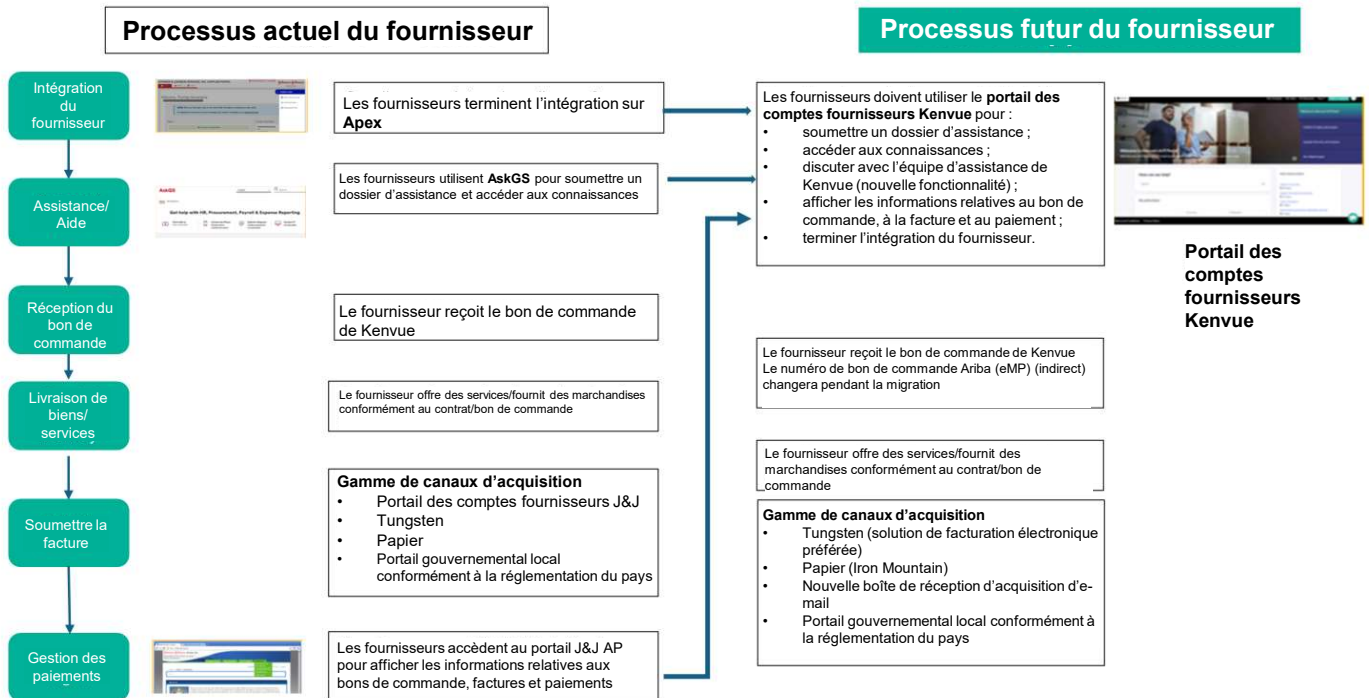 Processus actuel du fournisseur
Processus futur du fournisseur
Intégration
du
fournisseur
Les fournisseurs terminent l'intégration sur
Apex
Les fournisseurs doivent utiliser le portail des
comptes fournisseurs Kenvue pour :
• soumettre un dossier d'assistance ;
• accéder aux connaissances ;
• discuter avec l'équipe d'assistance de
Kenvue (nouvelle fonctionnalité) ;
• afficher les informations relatives au bon de
commande, à la facture et au paiement ;
• terminer l'intégration du fournisseur.
Portail des
comptes
fournisseurs
Kenvue
Assistance/
Aide
AskGS
Get help with HR, Procurement, Payroll & Expense Reporting
Les fournisseurs utilisent AskGS pour soumettre un
dossier d'assistance et accéder aux connaissances
Réception du
bon de
commande
Le fournisseur reçoit le bon de commande
de Kenvue
Le fournisseur reçoit le bon de commande de Kenvue
Le numéro de bon de commande Ariba (eMP) (indirect)
changera pendant la migration
Livraison de
biens/
services
Le fournisseur offre des services/fournit des marchandises
conformément au contrat/bon de commande
Le fournisseur offre des services/fournit des
marchandises conformément au contrat/bon de
commande
Soumettre la
facture
Gamme de canaux d'acquisition
• Portail des comptes fournisseurs J&J
• Tungsten
• Papier
• Portail gouvernemental local
conformément à la réglementation du pays
Gamme de canaux d'acquisition
• Tungsten (solution de facturation électronique
préférée)
• Papier (Iron Mountain)
• Nouvelle boîte de réception d'acquisition d'e-
mail
• Portail gouvernemental local conformément à
la réglementation du pays
Gestion des
paiements
Les fournisseurs accèdent au portail J&J AP
pour afficher les informations relatives aux
bons de commande, factures et paiements